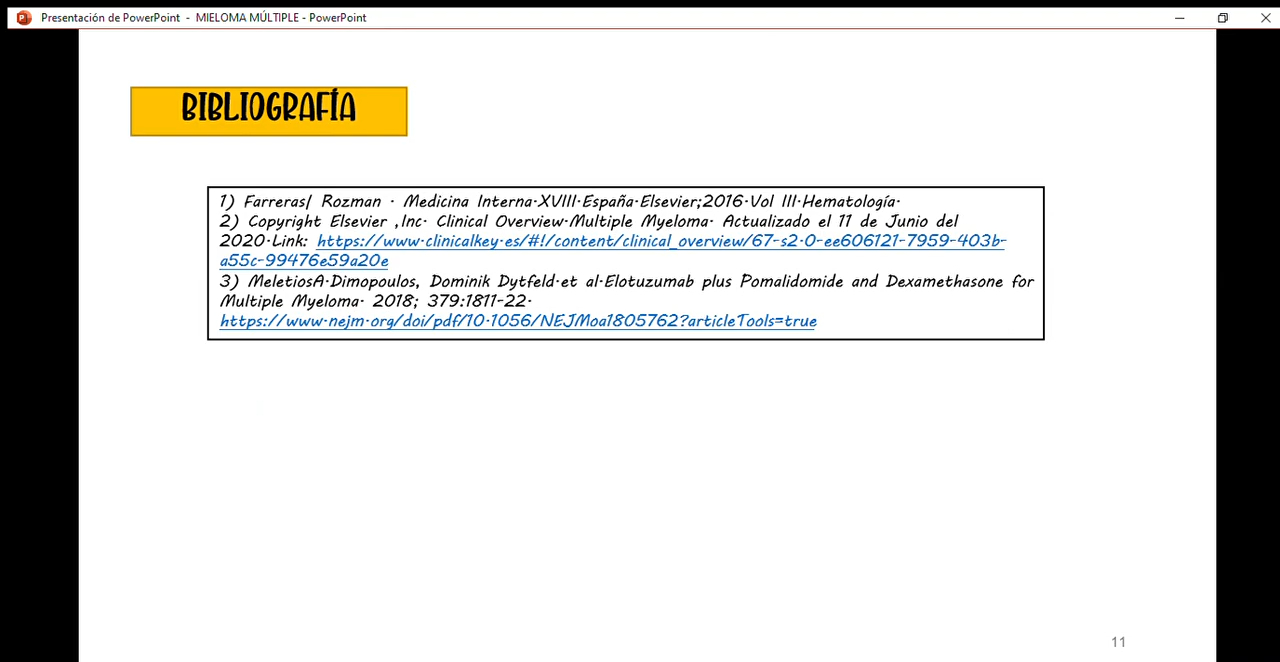 Presentación de PowerPoint - MIELOMA MÚLTIPLE - PowerPoint
BIBLIOGRAFÍA
1) Farreras/ Rozman · Medicina Interna·XVIII·España·Elsevier;2016·Vol III·Hematología·
2) Copyright Elsevier ,Inc· Clinical Overview·Multiple Myeloma· Actualizado el 11 de Junio del
2020·Link: https://www·clinicalkey·es/#!/content/clinical_overview/67-s2·0-ee606121-7959-403b-
a55c-99476e59a20e
3) MeletiosA·Dimopoulos, Dominik Dytfeld·et al·Elotuzumab plus Pomalidomide and Dexamethasone for
Multiple Myeloma· 2018; 379:1811-22·
https://www·nejm·org/doi/pdf/10·1056/NEJMoa1805762?articleTools=true
11